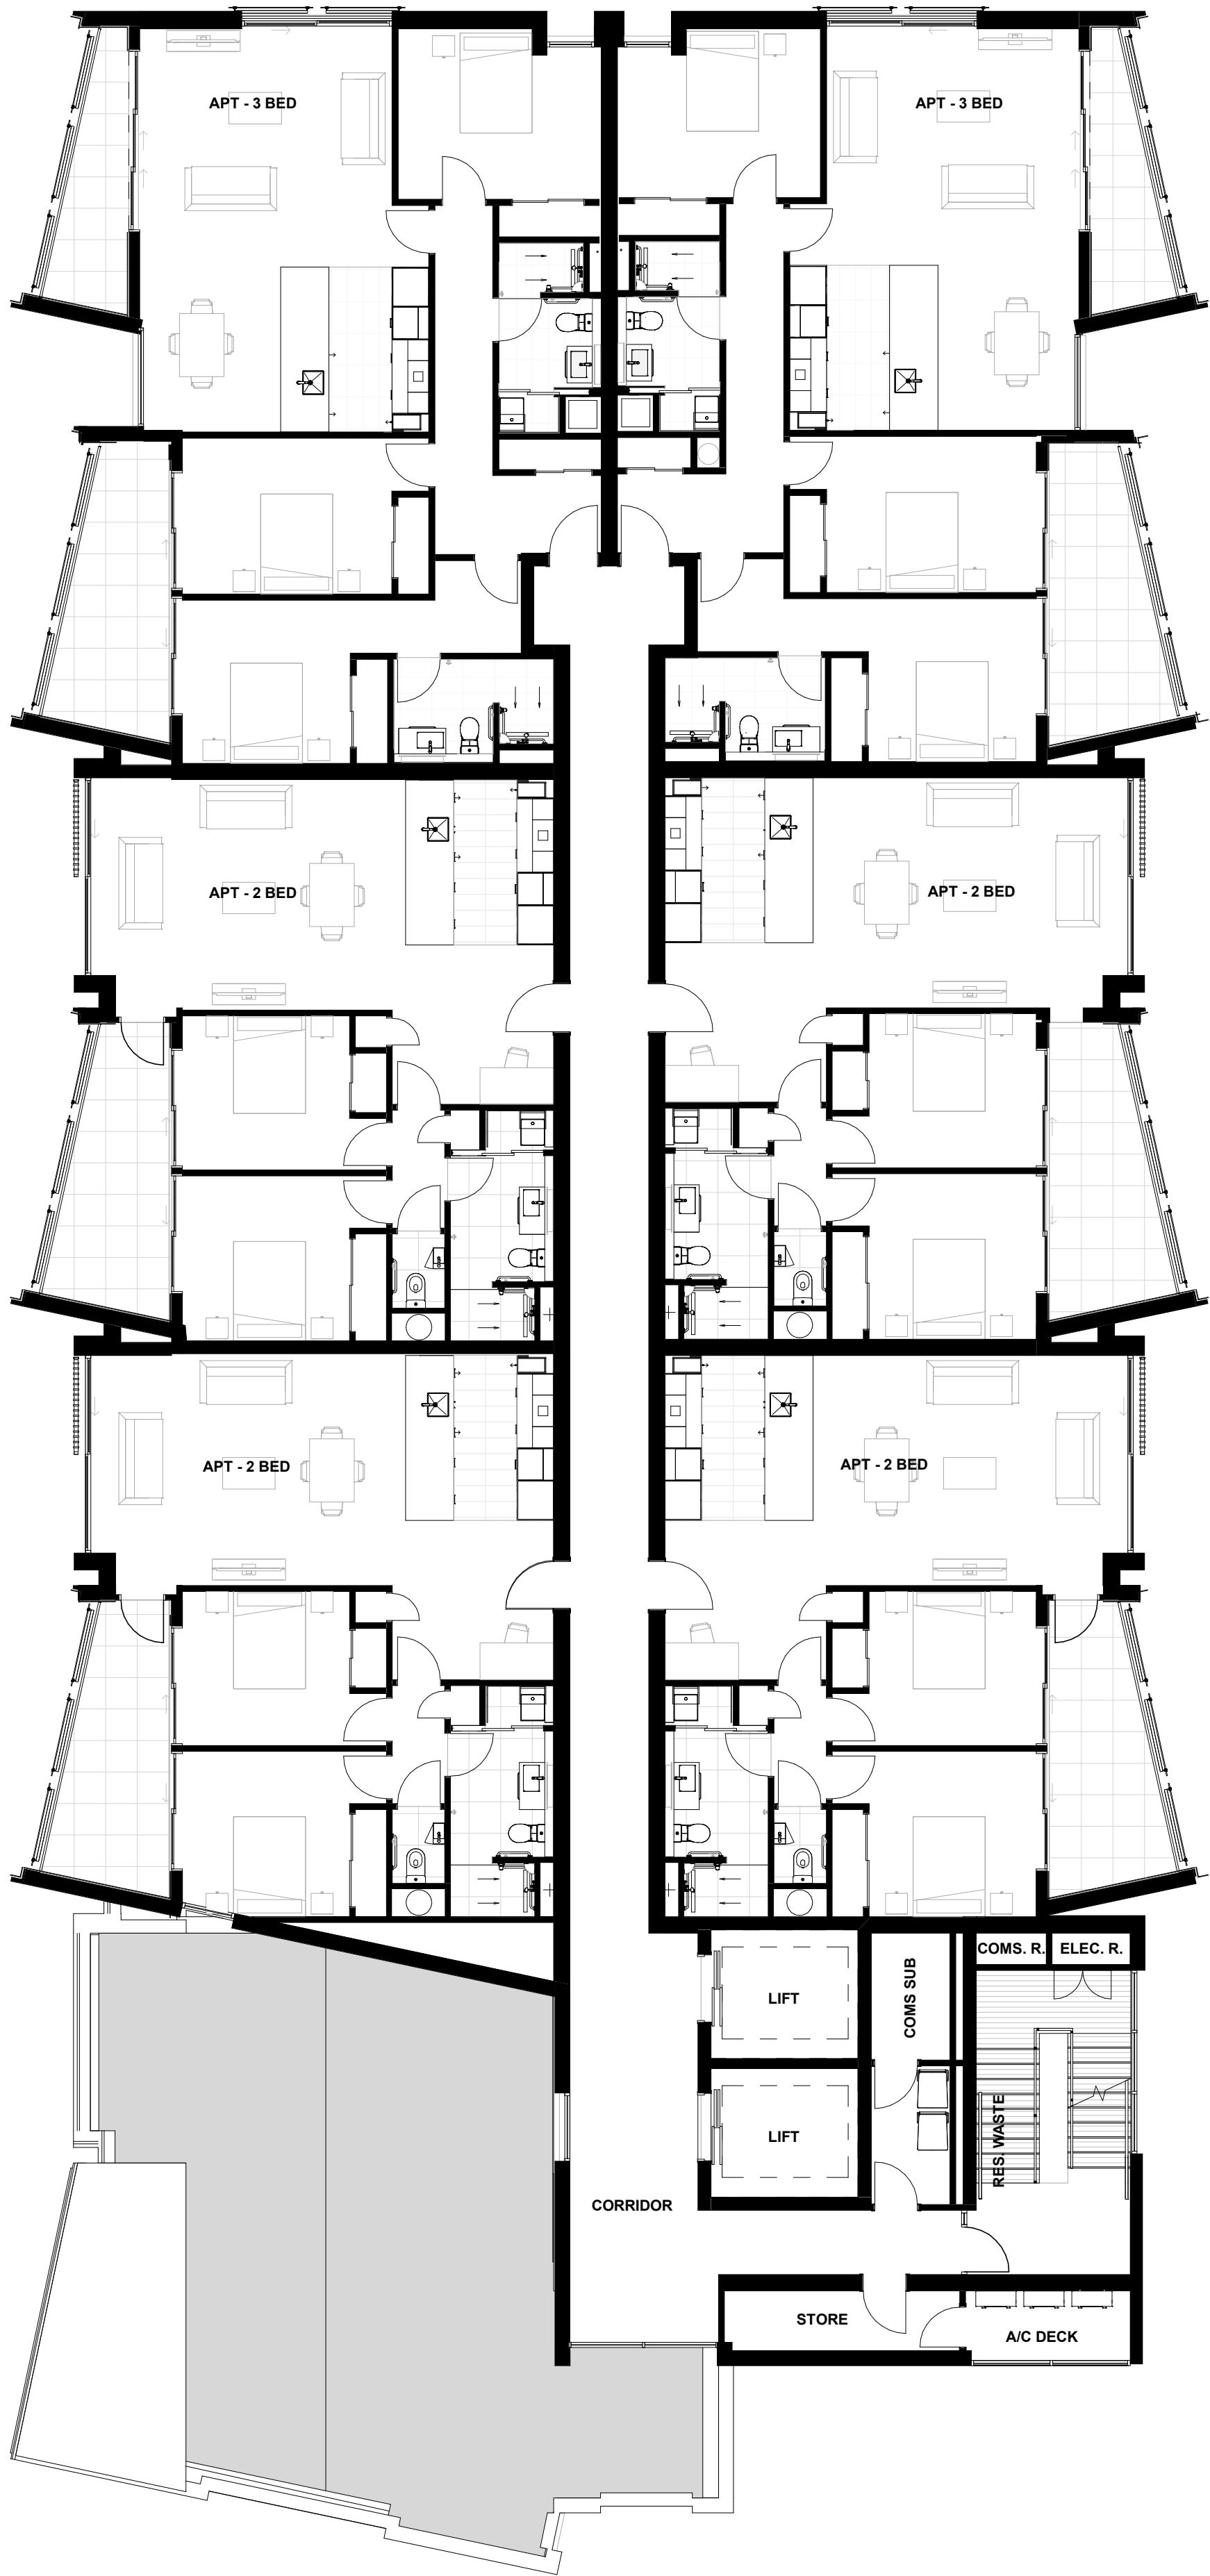 APT - 3 BED
APT - 3 BED
APT - 2 BED
APT - 2 BED
APT - 2 BED
APT - 2 BED
COMS. R.
ELEC. R.
LIFT
COMS SUB
LIFT
RES. WASTE
CORRIDOR
STORE
A/C DECK